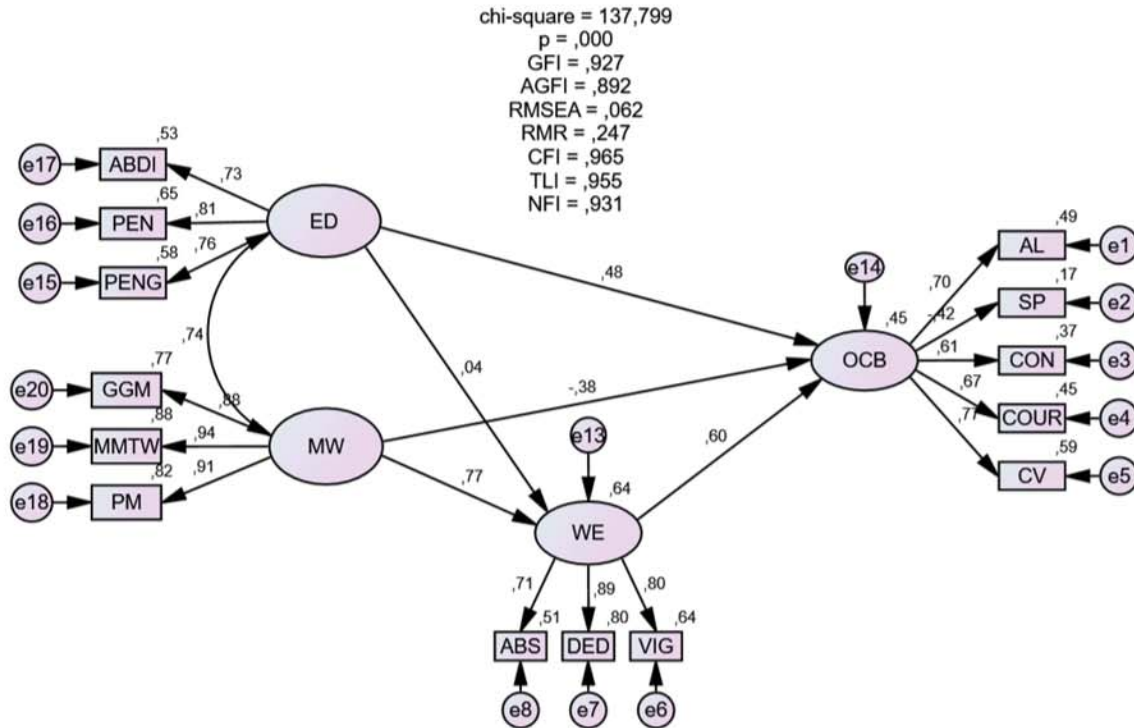 chi-square = 137,799
p = ,000
GFI = ,927
AGFI = ,892
RMSEA = ,062
RMR = ,247
CFI = ,965
TLI = ,955
NFI = ,931
,53
e17
ABDI
,73
,65
e16
PEN
,81
ED
,58
e15
PENG
,76
,48
,74
,04
,77
e20
GGM
,88
,88
e19
MMTW
,94
MW
,82
e18
PM
,91
-,38
,77
e13
,64
WE
,60
e14
,45
OCB
,49
AL
e1
,70
,17
SP
e2
-,42
,37
CON
e3
,61
,45
COUR
e4
,67
,59
CV
e5
,77
,71
,89
,80
,51
,80
,64
ABS
DED
VIG
e8
e7
e6